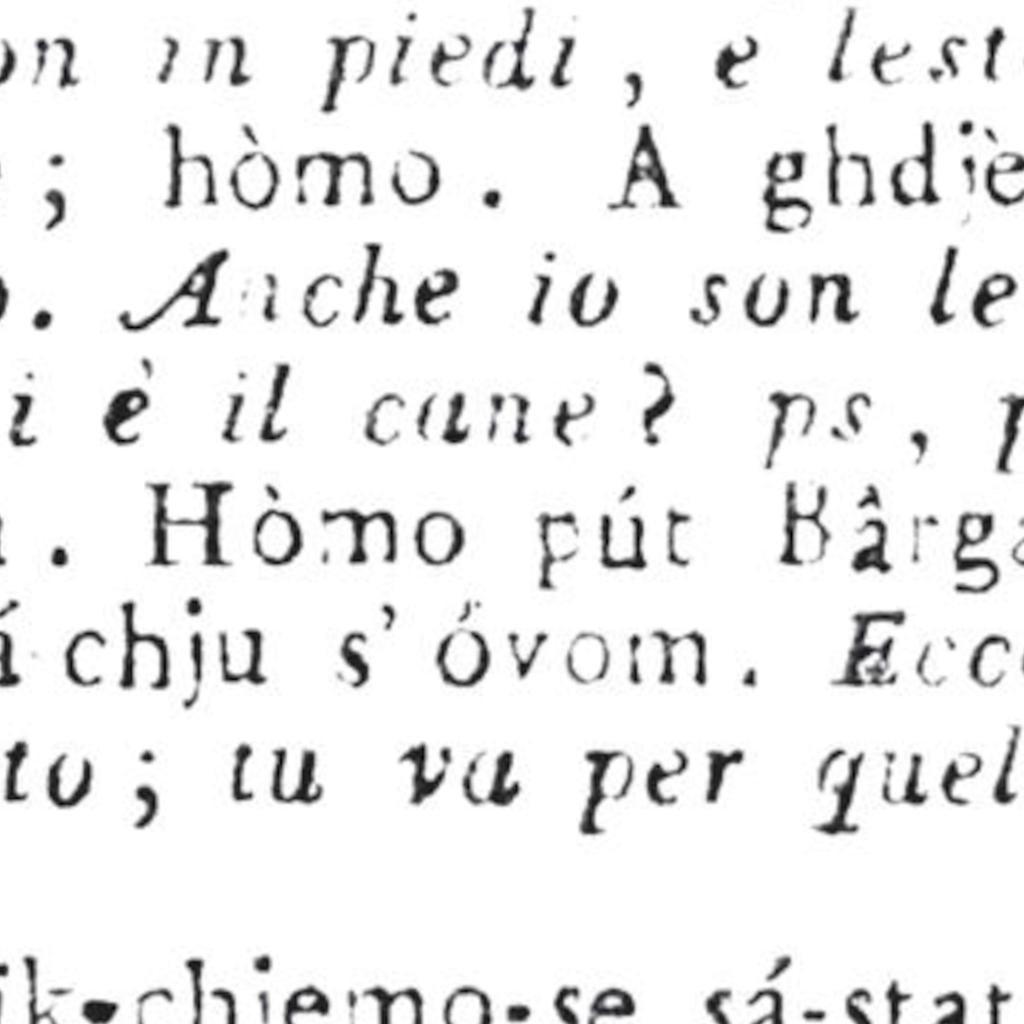 on in piedi, e lest
; hòmo. A ghdjè
o. Anche io son le
i è il cane? ps, p
. Hòmo pút Bârga
á chju s' óvom. Ecco
to; tu va per quel
ik-chiemo-se sá-stat